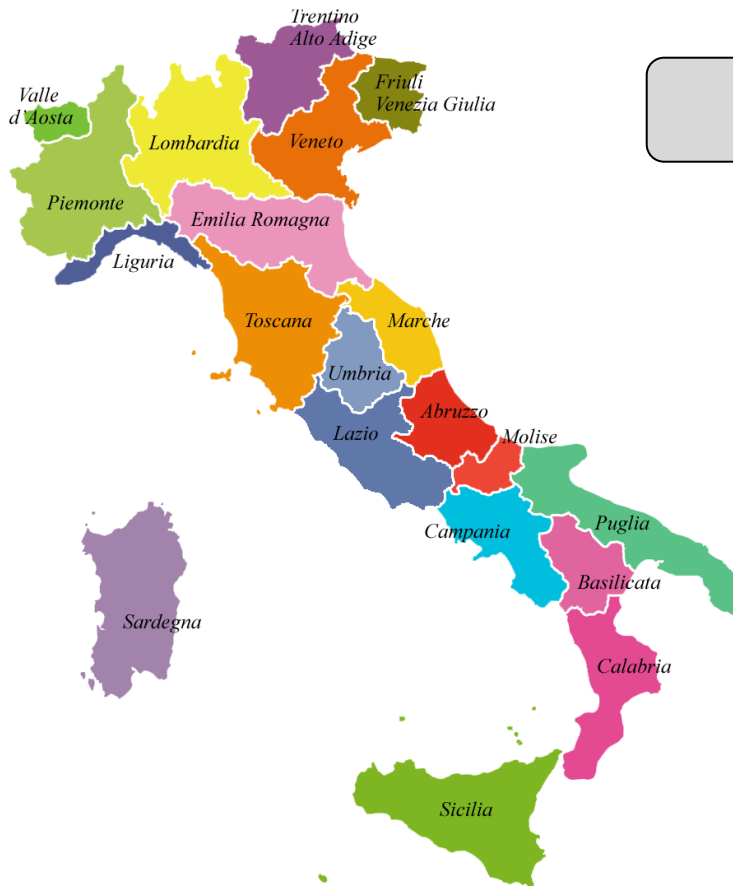 Trentino
Alto Adige
Valle
d'Aosta
Friuli
Venezia Giulia
Lombardia
Veneto
Piemonte
Emilia Romagna
Liguria
Toscana
Marche
Umbria
Abruzzo
Lazio
Molise
Campania
Puglia
Basilicata
Sardegna
Calabria
Sicilia